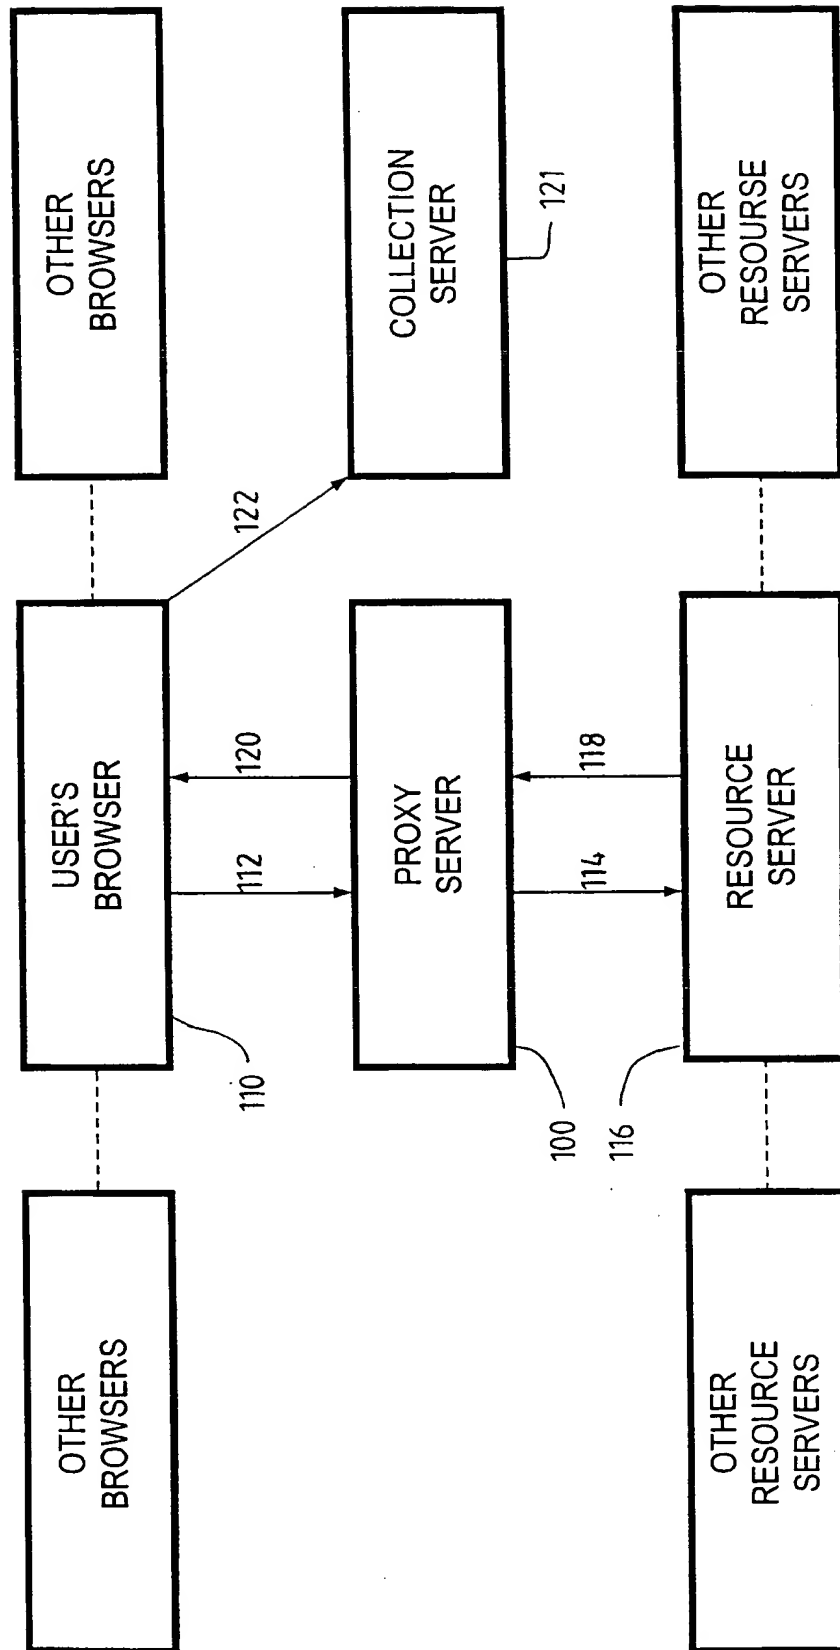 OTHER
BROWSERS
USER'S
BROWSER
OTHER
BROWSERS
110
112
120
122
PROXY
SERVER
COLLECTION
SERVER
100
121
116
114
118
OTHER
RESOURCE
SERVERS
RESOURCE
SERVER
OTHER
RESOURSE
SERVERS